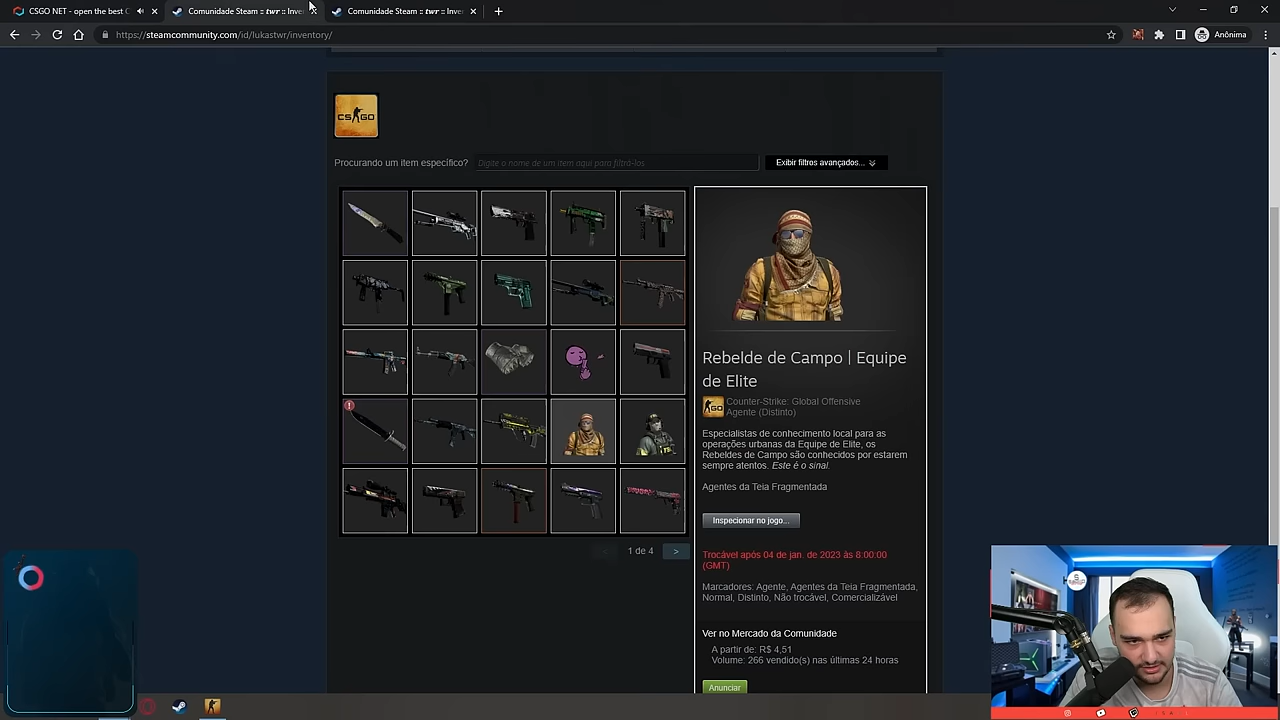 CSGO NET - open the best C
Comunidade Steam :: twr :: Inve
Comunidade Steam :: twr :: Inve
https://steamcommunity.com/id/lukastwr/inventory/
Anônima
CS GO
Procurando um item específico?
Digite o nome de um item aqui para filtrá-los
Exibir filtros avançados...
Rebelde de Campo | Equipe
de Elite
Counter-Strike: Global Offensive
Agente (Distinto)
Especialistas de conhecimento local para as
operações urbanas da Equipe de Elite, os
Rebeldes de Campo são conhecidos por estarem
sempre atentos. Este é o sinal.
Agentes da Teia Fragmentada
Inspecionar no jogo...
1 de 4 >
Trocável após 04 de jan. de 2023 às 8:00:00
(GMT)
Marcadores: Agente, Agentes da Teia Fragmentada,
Normal, Distinto, Não trocável, Comercializável
Ver no Mercado da Comunidade
A partir de: R$ 4,51
Volume: 266 vendido(s) nas últimas 24 horas
Anunciar